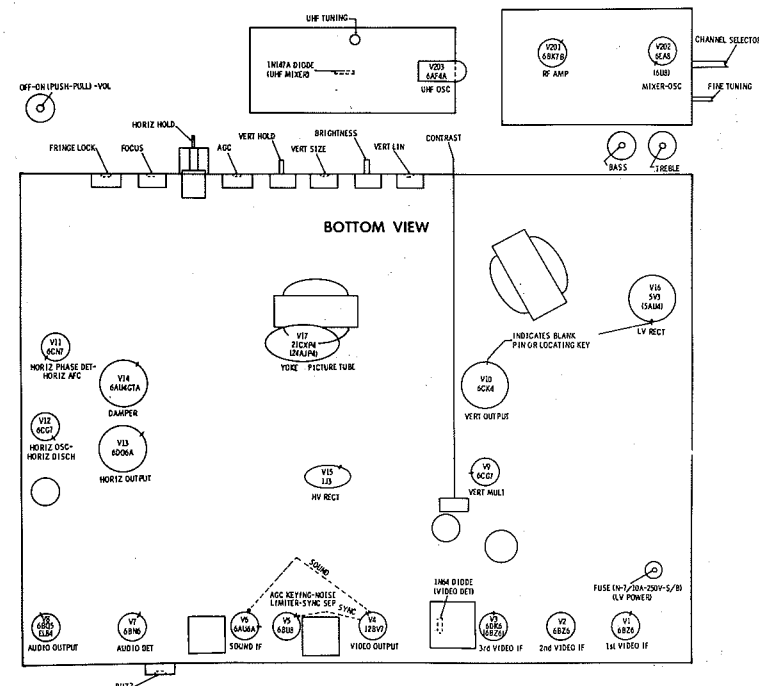 UHF TUNING
1N147A DIODE
(UHF MIXER)
V203
6AF4A
UHF OSC
V201
6BK7B
RF AMP
V202
6EA8
(6U8)
MIXER-OSC
CHANNEL SELECTOR
FINE TUNING
OFF-ON (PUSH-PULL) -VOL
HORIZ HOLD
FRINGE LOCK
FOCUS
AGC
VERT HOLD
VERT SIZE
BRIGHTNESS
VERT LIN
CONTRAST
BASS
TREBLE
BOTTOM VIEW
V16
5V3
(5AU4)
LV RECT
V17
21CXP4
(24AJP4)
YOKE
PICTURE TUBE
INDICATES BLANK
PIN OR LOCATING KEY
V11
6CN7
HORIZ PHASE DET-
HORIZ AFC
V14
6AU4GTA
DAMPER
V10
6CK4
VERT OUTPUT
V12
6CG7
HORIZ OSC-
HORIZ DISCH
V13
6DQ6A
HORIZ OUTPUT
V15
1J3
HV RECT
V9
6CG7
VERT MULT
SOUND
AGC KEYING-NOISE
LIMITER-SYNC SEP
SYNC
1N64 DIODE
(VIDEO DET)
FUSE (N-7/10A-250V-S/B)
(LV POWER)
V8
6BQ5
EL84
AUDIO OUTPUT
V7
6BN6
AUDIO DET
V6
6AU6A
SOUND IF
V5
6BU8
V4
12BV7
VIDEO OUTPUT
V3
6DK6
(6BZ6)
3rd VIDEO IF
V2
6BZ6
2nd VIDEO IF
V1
6BZ6
1st VIDEO IF
BUZZ